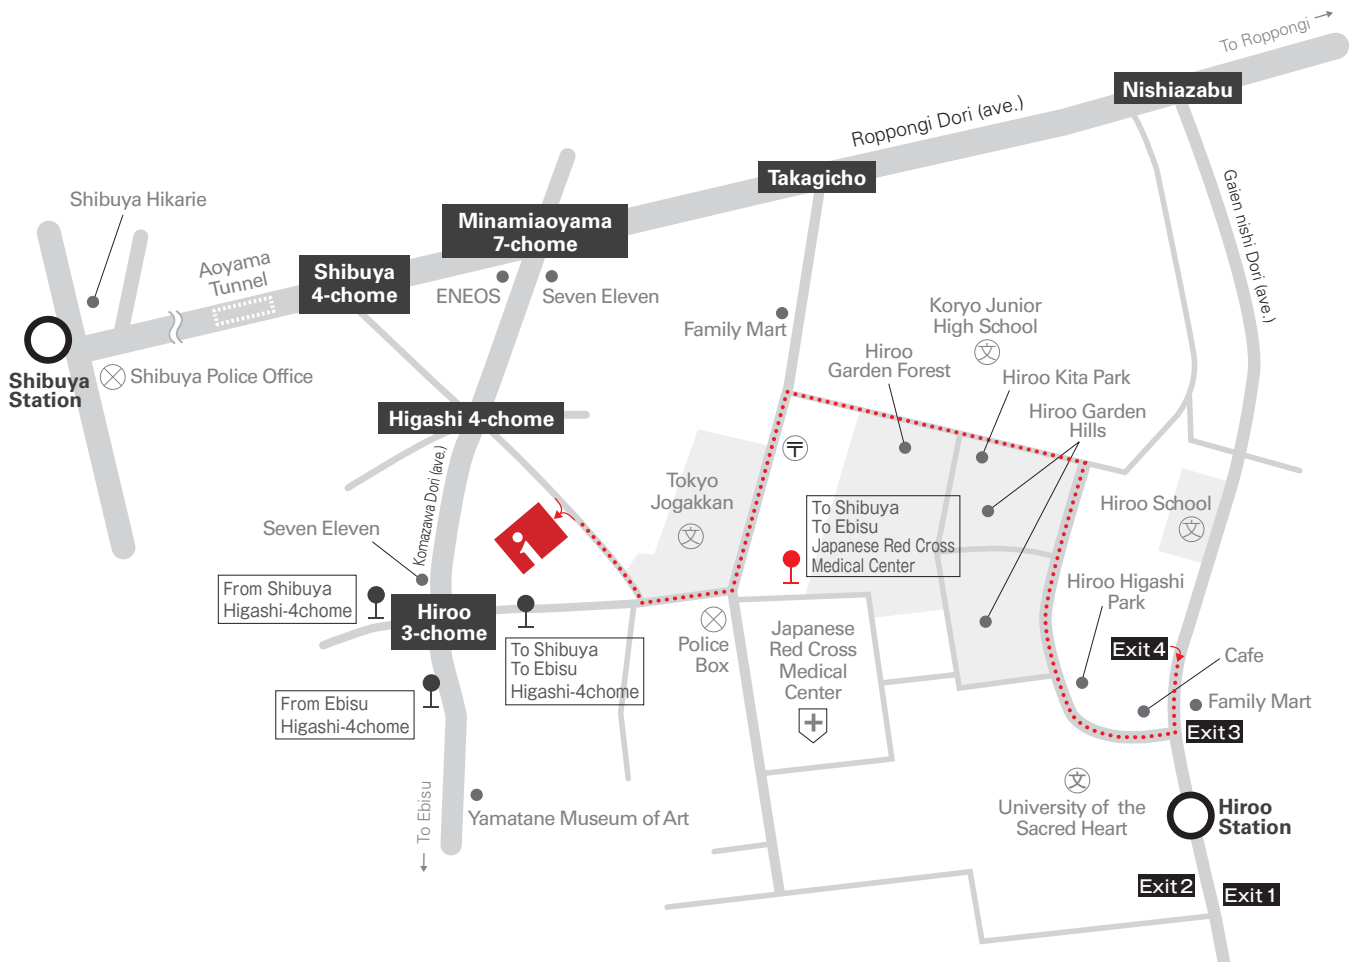 To Roppongi
Nishiazabu
Roppongi Dori (ave.)
Takagicho
Gaien nishi Dori (ave.)
Shibuya Hikarie
Minamiaoyama
7-chome
Aoyama
Tunnel
Shibuya
4-chome
ENEOS
Seven Eleven
Family Mart
Koryo Junior
High School
文
Hiroo
Garden Forest
Hiroo Kita Park
Hiroo Garden
Hills
Shibuya
Station
Shibuya Police Office
Higashi 4-chome
Komazawa Dori (ave.)
〒
Tokyo
Jogakkan
文
Hiroo School
文
Seven Eleven
To Shibuya
To Ebisu
Japanese Red Cross
Medical Center
From Shibuya
Higashi-4chome
Hiroo
3-chome
Hiroo Higashi
Park
To Shibuya
To Ebisu
Higashi-4chome
Police
Box
Japanese
Red Cross
Medical
Center
Exit 4
Cafe
From Ebisu
Higashi-4chome
Family Mart
Exit 3
文
University of the
Sacred Heart
Hiroo
Station
To Ebisu
Yamatane Museum of Art
Exit 2
Exit 1